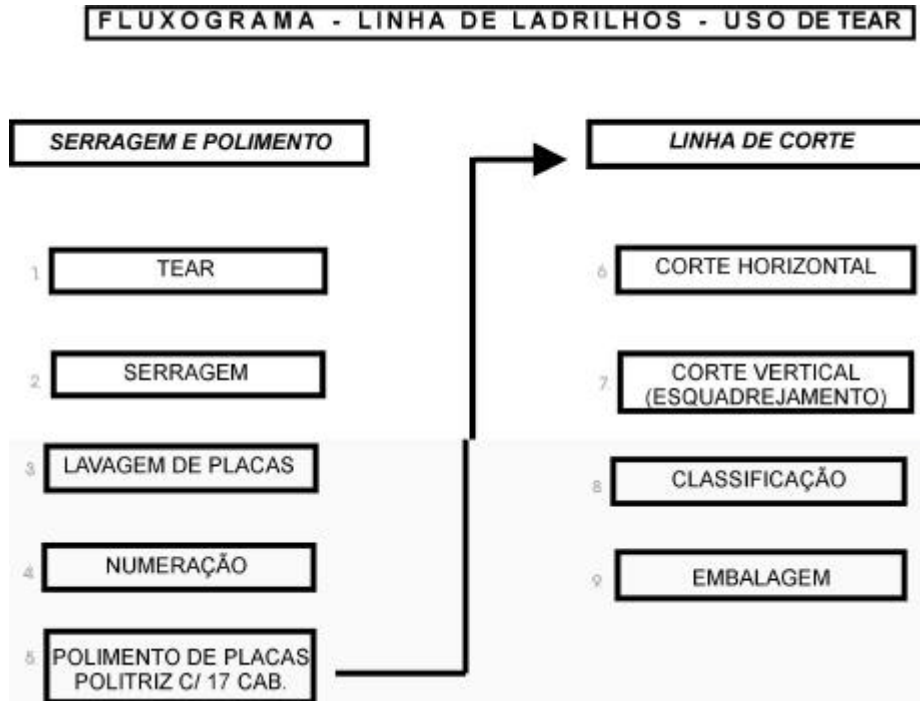 FLUXOGRAMA - LINHA DE LADRILHOS - USO DE TEAR
SERRAGEM E POLIMENTO
1 TEAR
2 SERRAGEM
3 LAVAGEM DE PLACAS
4 NUMERAÇÃO
5 POLIMENTO DE PLACAS
POLITRIZ C/ 17 CAB.
LINHA DE CORTE
6 CORTE HORIZONTAL
7 CORTE VERTICAL
(ESQUADREJAMENTO)
8 CLASSIFICAÇÃO
9 EMBALAGEM